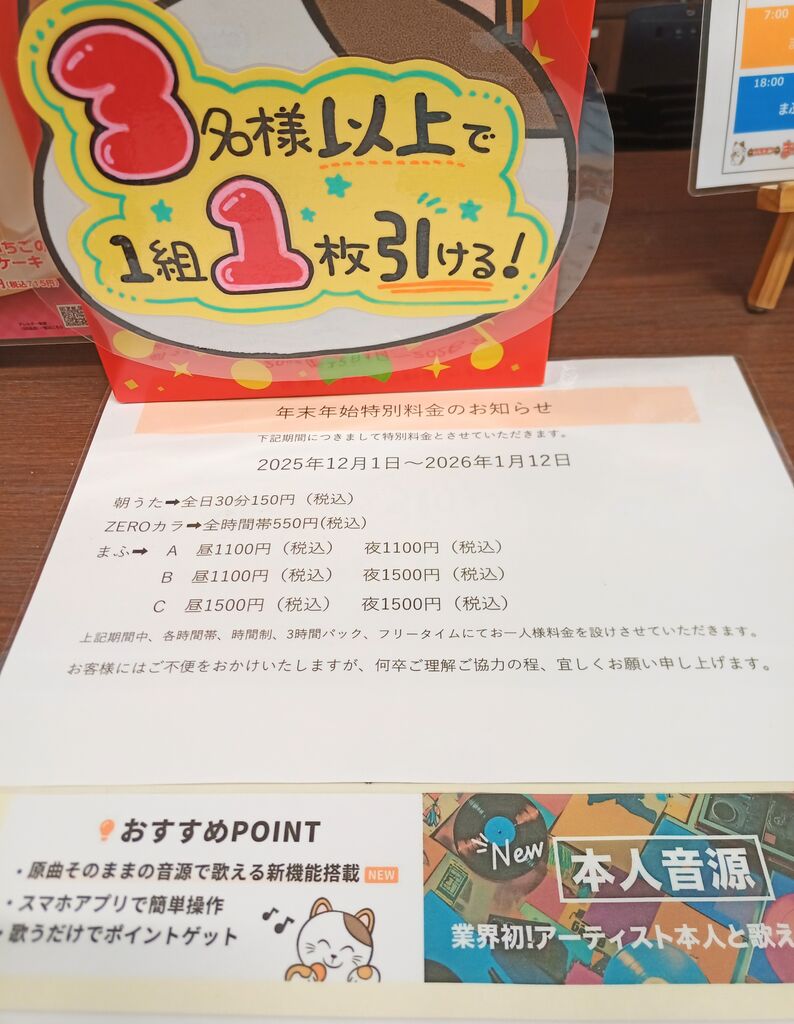 3名様以上で
1組1枚引ける!
7:00
18:00
まふ
ちごの
ケーキ
(税込715円)
年末年始特別料金のお知らせ
下記期間につきまして特別料金とさせていただきます。
2025年12月1日～2026年1月12日
朝うた➡全日30分150円（税込）
ZEROカラ➡全時間帯550円(税込)
まふ➡ A 昼1100円（税込） 夜1100円（税込）
B 昼1100円（税込） 夜1500円（税込）
C 昼1500円（税込） 夜1500円（税込）
上記期間中、各時間帯、時間制、3時間パック、フリータイムにてお一人様料金を設けさせていただきます。
お客様にはご不便をおかけいたしますが、何卒ご理解ご協力の程、宜しくお願い申し上げます。
おすすめPOINT
・原曲そのままの音源で歌える新機能搭載 NEW
・スマホアプリで簡単操作
・歌うだけでポイントゲット
New 本人音源
業界初!アーティスト本人と歌え